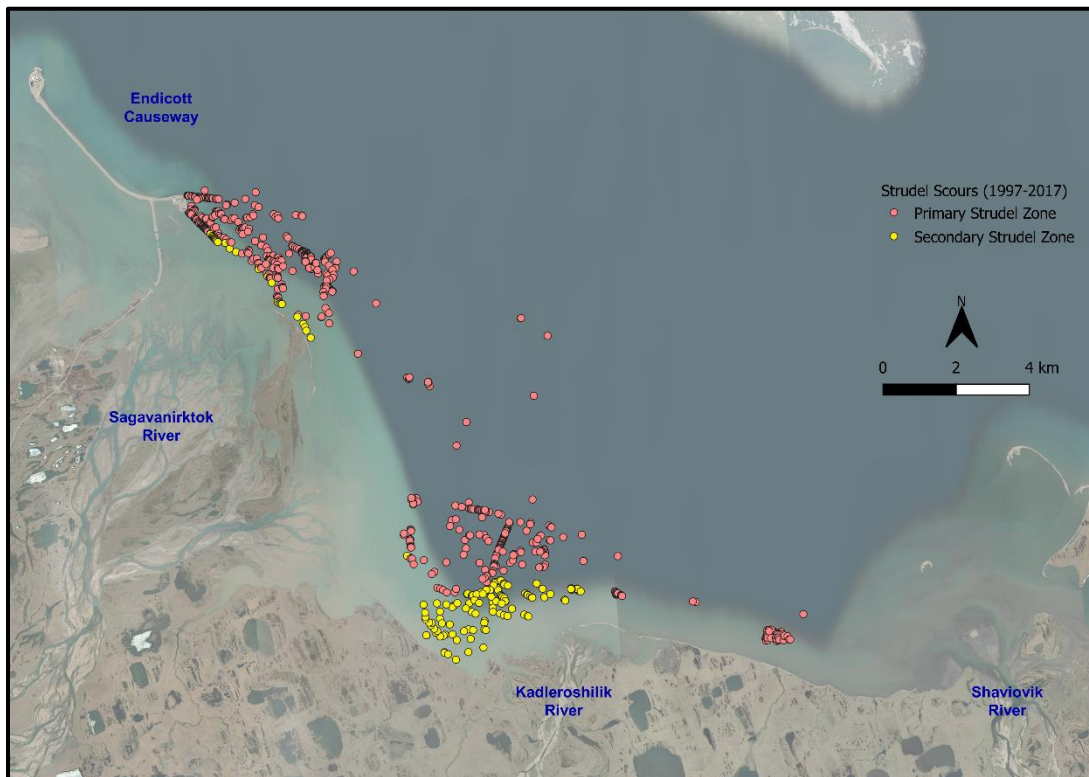 Endicott
Causeway
Strudel Scours (1997-2017)
Primary Strudel Zone
Secondary Strudel Zone
N
0 2 4 km
Sagavanirktok
River
Kadleroshilik
River
Shaviovik
River